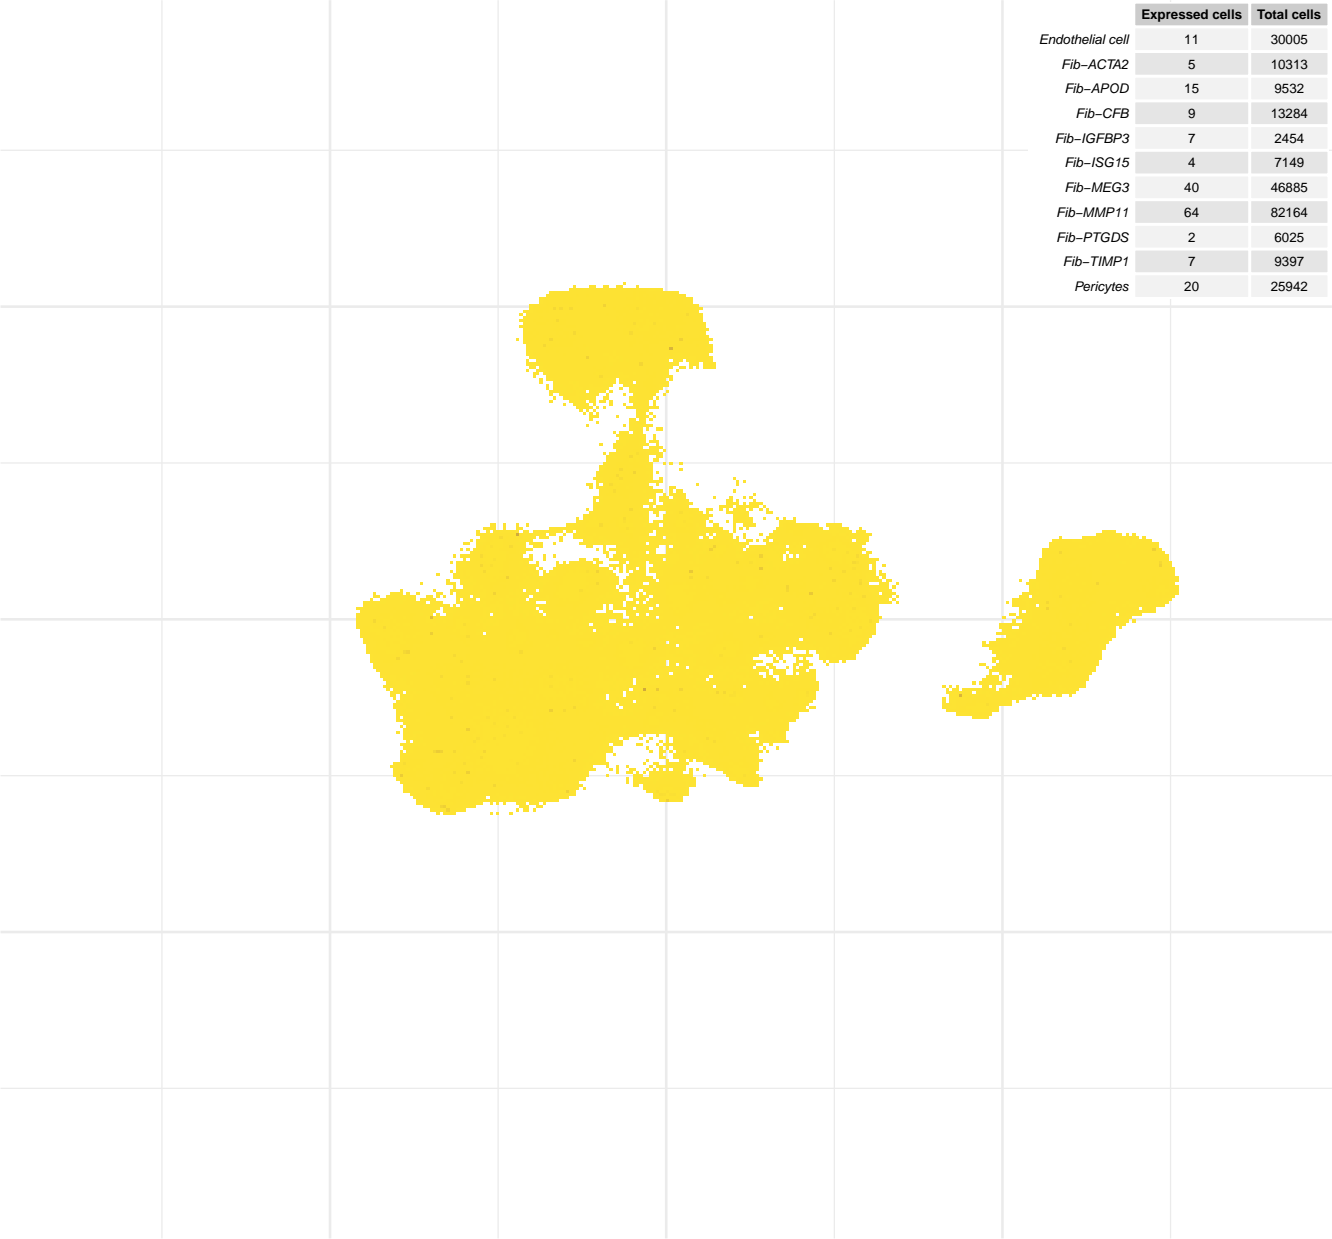 Expressed cells Total cells
Endothelial cell 11 30005
Fib−ACTA2 5 10313
Fib−APOD 15 9532
Fib−CFB 9 13284
Fib−IGFBP3 7 2454
Fib−ISG15 4 7149
Fib−MEG3 40 46885
Fib−MMP11 64 82164
Fib−PTGDS 2 6025
Fib−TIMP1 7 9397
Pericytes 20 25942